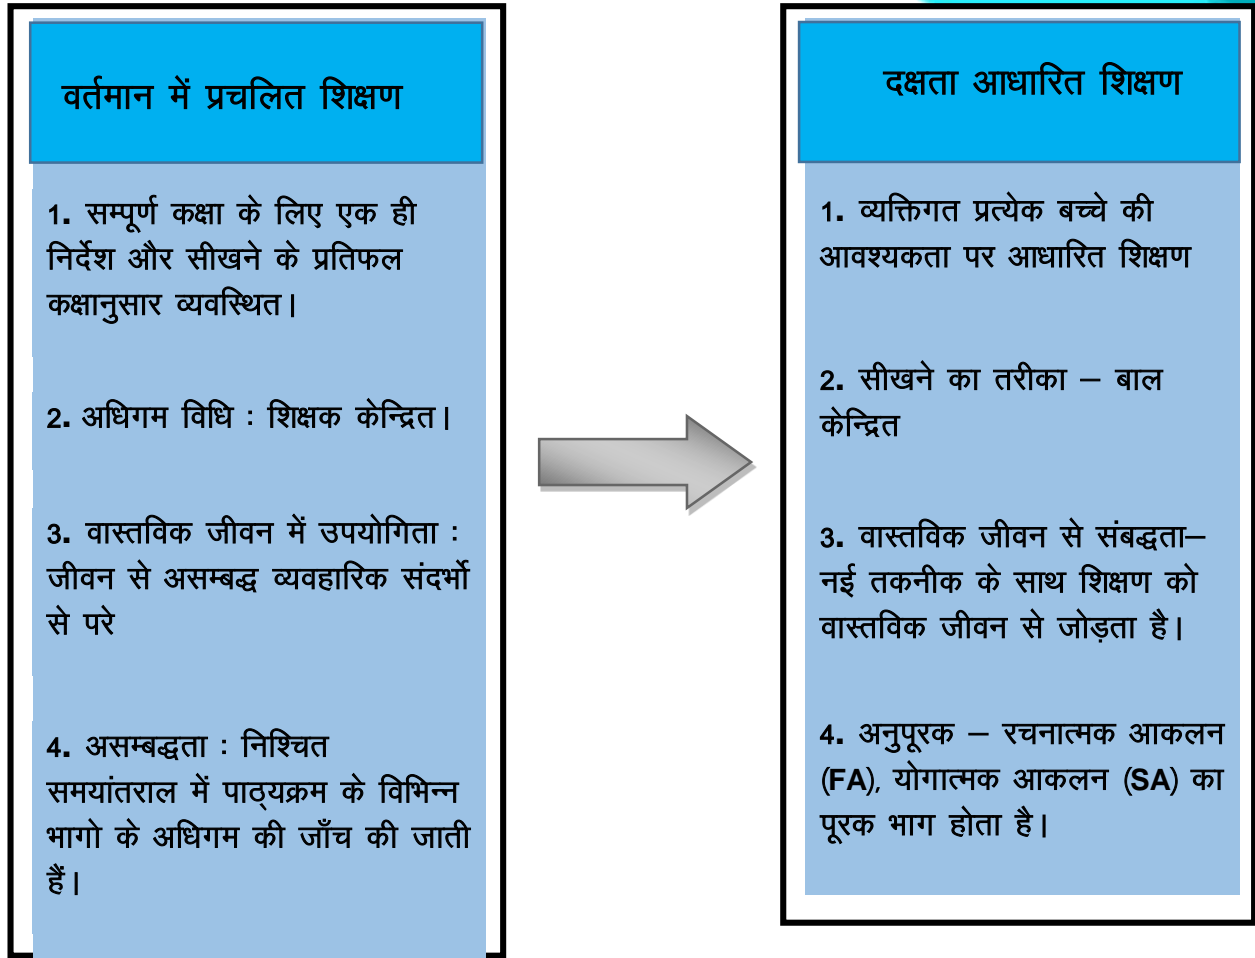 वर्तमान में प्रचलित शिक्षण
1. सम्पूर्ण कक्षा के लिए एक ही
निर्देश और सीखने के प्रतिफल
कक्षानुसार व्यवस्थित।
2. अधिगम विधि : शिक्षक केन्द्रित।
3. वास्तविक जीवन में उपयोगिता :
जीवन से असम्बद्ध व्यवहारिक संदर्भो
से परे
4. असम्बद्धता : निश्चित
समयांतराल में पाठ्यक्रम के विभिन्न
भागो के अधिगम की जाँच की जाती
हैं।
दक्षता आधारित शिक्षण
1. व्यक्तिगत प्रत्येक बच्चे की
आवश्यकता पर आधारित शिक्षण
2. सीखने का तरीका – बाल
केन्द्रित
3. वास्तविक जीवन से संबद्धता–
नई तकनीक के साथ शिक्षण को
वास्तविक जीवन से जोड़ता है।
4. अनुपूरक – रचनात्मक आकलन
(FA), योगात्मक आकलन (SA) का
पूरक भाग होता है।